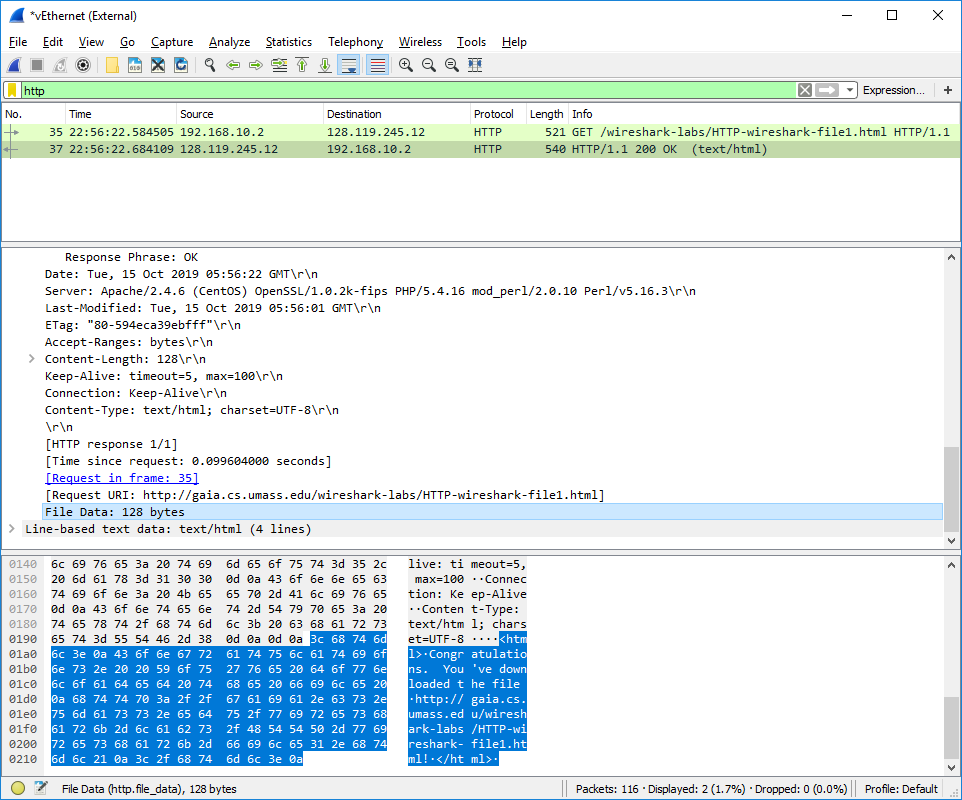 *vEthernet (External)
File Edit View Go Capture Analyze Statistics Telephony Wireless Tools Help
http Expression... +
No. Time Source Destination Protocol Length Info
35 22:56:22.584505 192.168.10.2 128.119.245.12 HTTP 521 GET /wireshark-labs/HTTP-wireshark-file1.html HTTP/1.1
37 22:56:22.684109 128.119.245.12 192.168.10.2 HTTP 540 HTTP/1.1 200 OK  (text/html)
Response Phrase: OK
Date: Tue, 15 Oct 2019 05:56:22 GMT\r\n
Server: Apache/2.4.6 (CentOS) OpenSSL/1.0.2k-fips PHP/5.4.16 mod_perl/2.0.10 Perl/v5.16.3\r\n
Last-Modified: Tue, 15 Oct 2019 05:56:01 GMT\r\n
ETag: "80-594eca39ebfff"\r\n
Accept-Ranges: bytes\r\n
Content-Length: 128\r\n
Keep-Alive: timeout=5, max=100\r\n
Connection: Keep-Alive\r\n
Content-Type: text/html; charset=UTF-8\r\n
\r\n
[HTTP response 1/1]
[Time since request: 0.099604000 seconds]
[Request in frame: 35]
[Request URI: http://gaia.cs.umass.edu/wireshark-labs/HTTP-wireshark-file1.html]
File Data: 128 bytes
Line-based text data: text/html (4 lines)
0140 6c 69 76 65 3a 20 74 69 6d 65 6f 75 74 3d 35 2c live: ti meout=5,
0150 20 6d 61 78 3d 31 30 30 0d 0a 43 6f 6e 6e 65 63 max=100 ··Connec
0160 74 69 6f 6e 3a 20 4b 65 65 70 2d 41 6c 69 76 65 tion: Ke ep-Alive
0170 0d 0a 43 6f 6e 74 65 6e 74 2d 54 79 70 65 3a 20 ··Conten t-Type:
0180 74 65 78 74 2f 68 74 6d 6c 3b 20 63 68 61 72 73 text/htm l; chars
0190 65 74 3d 55 54 46 2d 38 0d 0a 0d 0a 3c 68 74 6d et=UTF-8 ····<htm
01a0 6c 3e 0a 43 6f 6e 67 72 61 74 75 6c 61 74 69 6f l>·Congr atulatio
01b0 6e 73 2e 20 20 59 6f 75 27 76 65 20 64 6f 77 6e ns.  You 've down
01c0 6c 6f 61 64 65 64 20 74 68 65 20 66 69 6c 65 20 loaded t he file
01d0 0a 68 74 74 70 3a 2f 2f 67 61 69 61 2e 63 73 2e ·http:// gaia.cs.
01e0 75 6d 61 73 73 2e 65 64 75 2f 77 69 72 65 73 68 umass.ed u/wiresh
01f0 61 72 6b 2d 6c 61 62 73 2f 48 54 54 50 2d 77 69 ark-labs /HTTP-wi
0200 72 65 73 68 61 72 6b 2d 66 69 6c 65 31 2e 68 74 reshark- file1.ht
0210 6d 6c 21 0a 3c 2f 68 74 6d 6c 3e 0a ml!·</ht ml>·
File Data (http.file_data), 128 bytes Packets: 116 · Displayed: 2 (1.7%) · Dropped: 0 (0.0%) Profile: Default